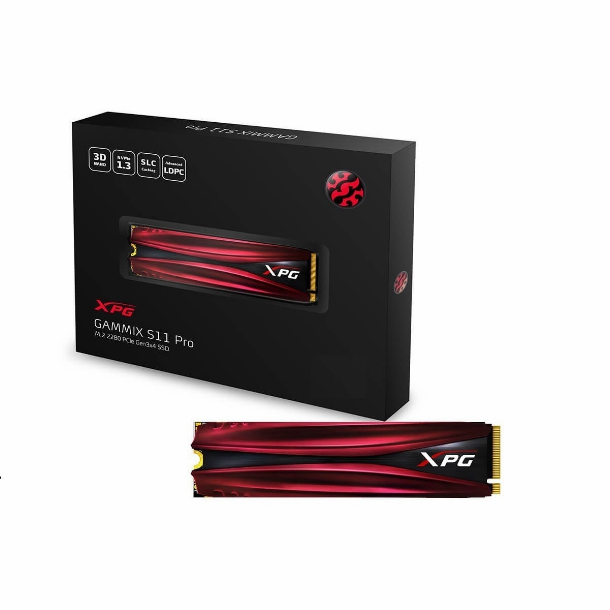 GAMMIX S11 Pro
3D
NAND
NVMe
1.3
SLC
Caching
Advanced
LDPC
XPG
XPG
GAMMIX S11 Pro
M.2 2280 PCIe Gen3x4 SSD
XPG